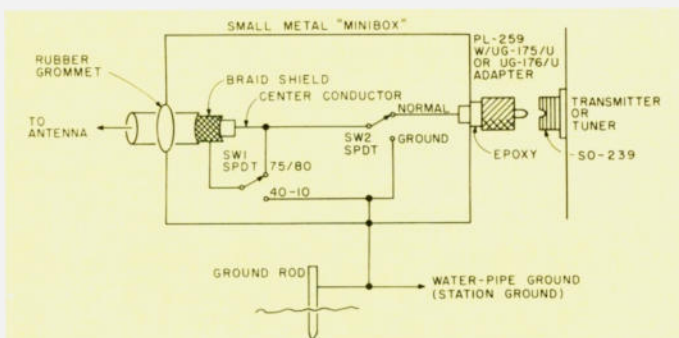 SMALL METAL "MINIBOX"
RUBBER
GROMMET
BRAID SHIELD
CENTER CONDUCTOR
PL-259
W/UG-175/U
OR UG-176/U
ADAPTER
TO
ANTENNA
SW1
SPDT
75/80
40-10
SW2
SPDT
NORMAL
GROUND
EPOXY
TRANSMITTER
OR
TUNER
SO-239
GROUND ROD
WATER-PIPE GROUND
(STATION GROUND)